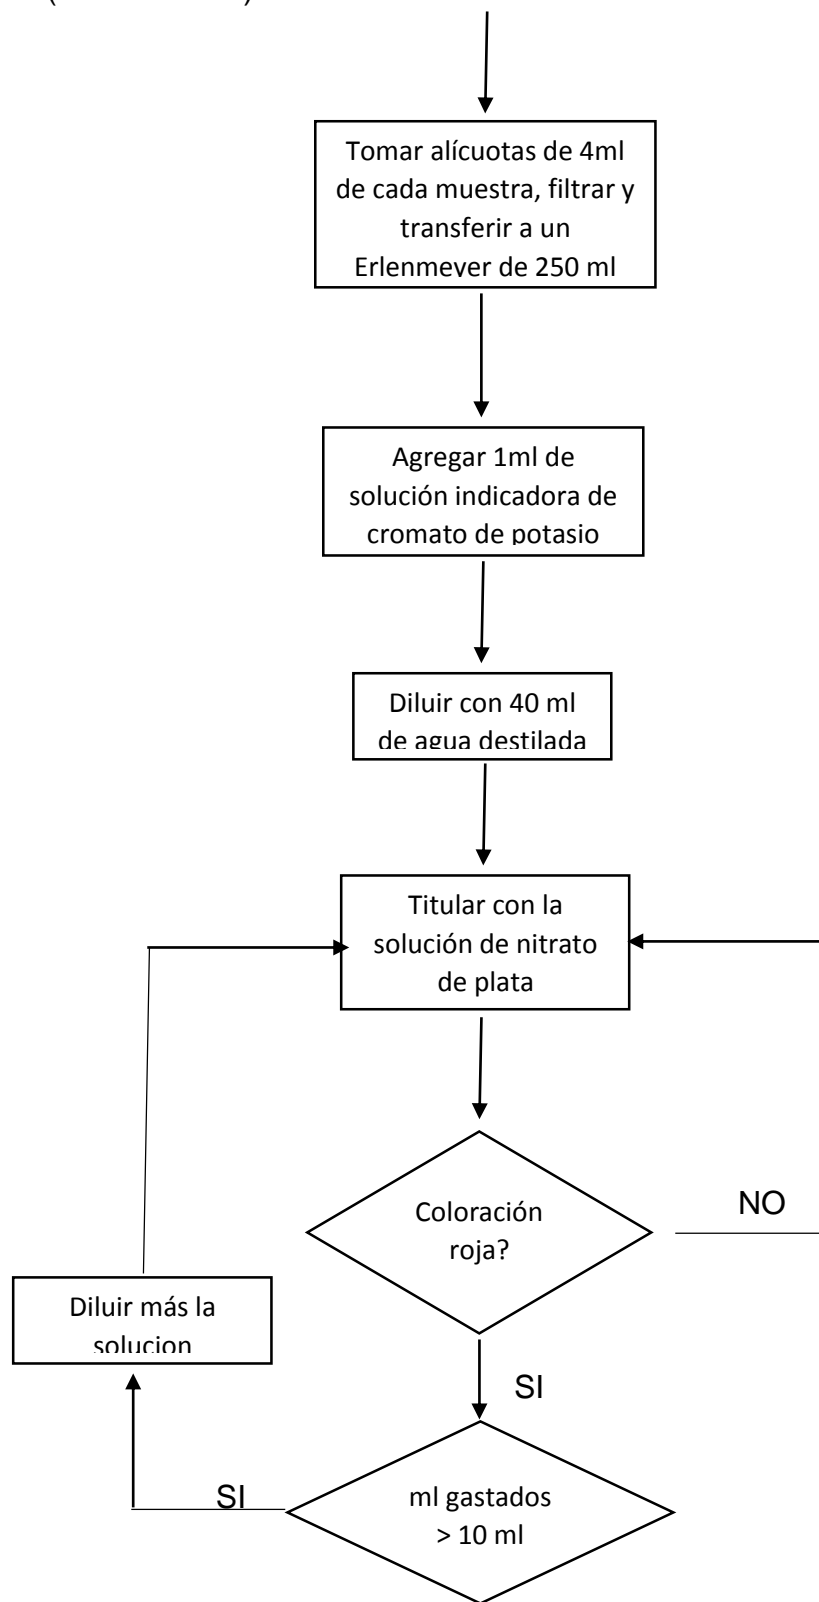 Tomar alícuotas de 4ml
de cada muestra, filtrar y
transferir a un
Erlenmeyer de 250 ml
Agregar 1ml de
solución indicadora de
cromato de potasio
Diluir con 40 ml
de agua destilada
Titular con la
solución de nitrato
de plata
Coloración
roja?
NO
Diluir más la
solucion
SI
ml gastados
> 10 ml
SI